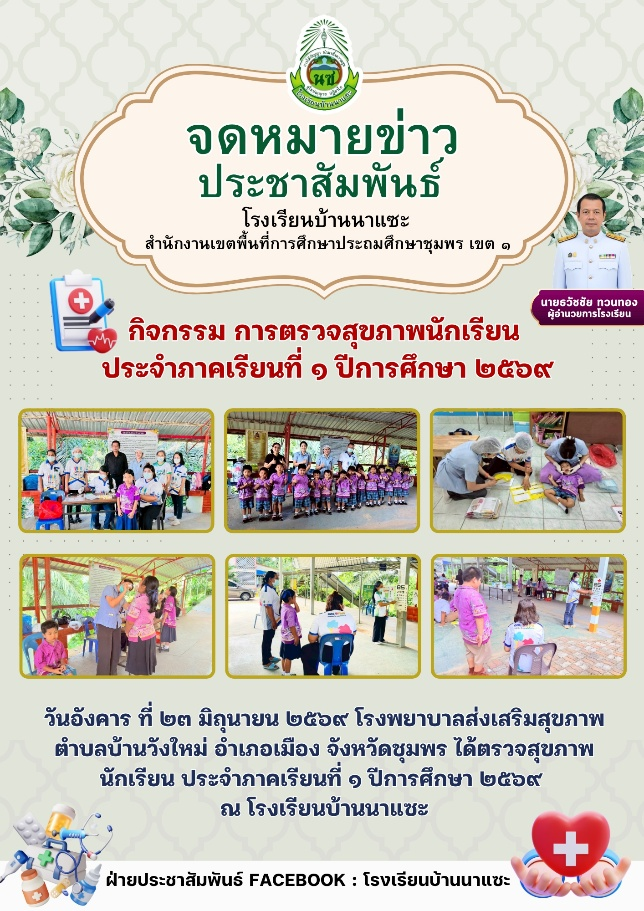 นช
จดหมายข่าว
ประชาสัมพันธ์
โรงเรียนบ้านนาแซะ
สำนักงานเขตพื้นที่การศึกษาประถมศึกษาชุมพร เขต ๑
นายธวัชชัย ทวนทอง
ผู้อำนวยการโรงเรียน
กิจกรรม การตรวจสุขภาพนักเรียน
ประจำภาคเรียนที่ ๑ ปีการศึกษา ๒๕๖๙
วันอังคาร ที่ ๒๓ มิถุนายน ๒๕๖๙ โรงพยาบาลส่งเสริมสุขภาพ
ตำบลบ้านวังใหม่ อำเภอเมือง จังหวัดชุมพร ได้ตรวจสุขภาพ
นักเรียน ประจำภาคเรียนที่ ๑ ปีการศึกษา ๒๕๖๙
ณ โรงเรียนบ้านนาแซะ
ฝ่ายประชาสัมพันธ์ FACEBOOK : โรงเรียนบ้านนาแซะ